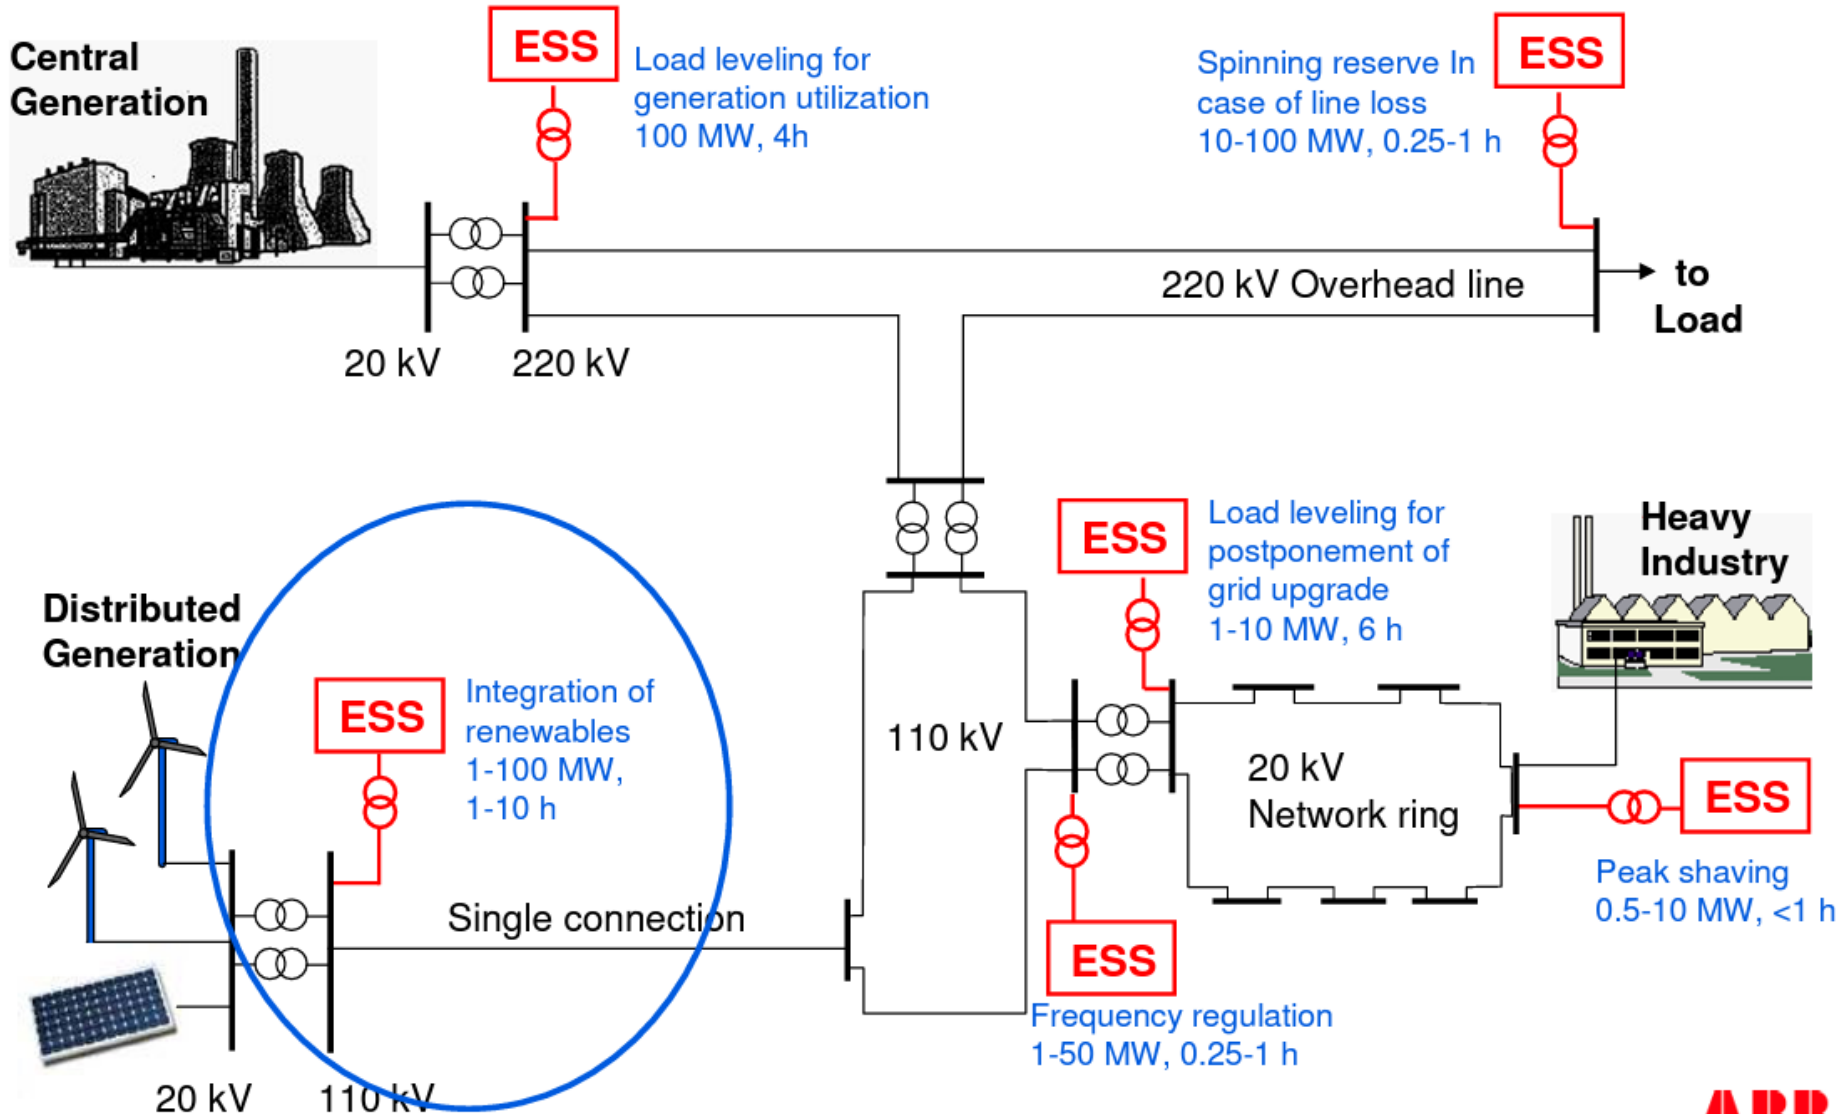 Central
Generation
ESS
Load leveling for
generation utilization
100 MW, 4h
Spinning reserve In
case of line loss
10-100 MW, 0.25-1 h
ESS
220 kV Overhead line
to
Load
20 kV
220 kV
Distributed
Generation
ESS
Integration of
renewables
1-100 MW,
1-10 h
Single connection
20 kV
110 kV
110 kV
ESS
Load leveling for
postponement of
grid upgrade
1-10 MW, 6 h
Heavy
Industry
20 kV
Network ring
ESS
Peak shaving
0.5-10 MW, <1 h
ESS
Frequency regulation
1-50 MW, 0.25-1 h
ABB